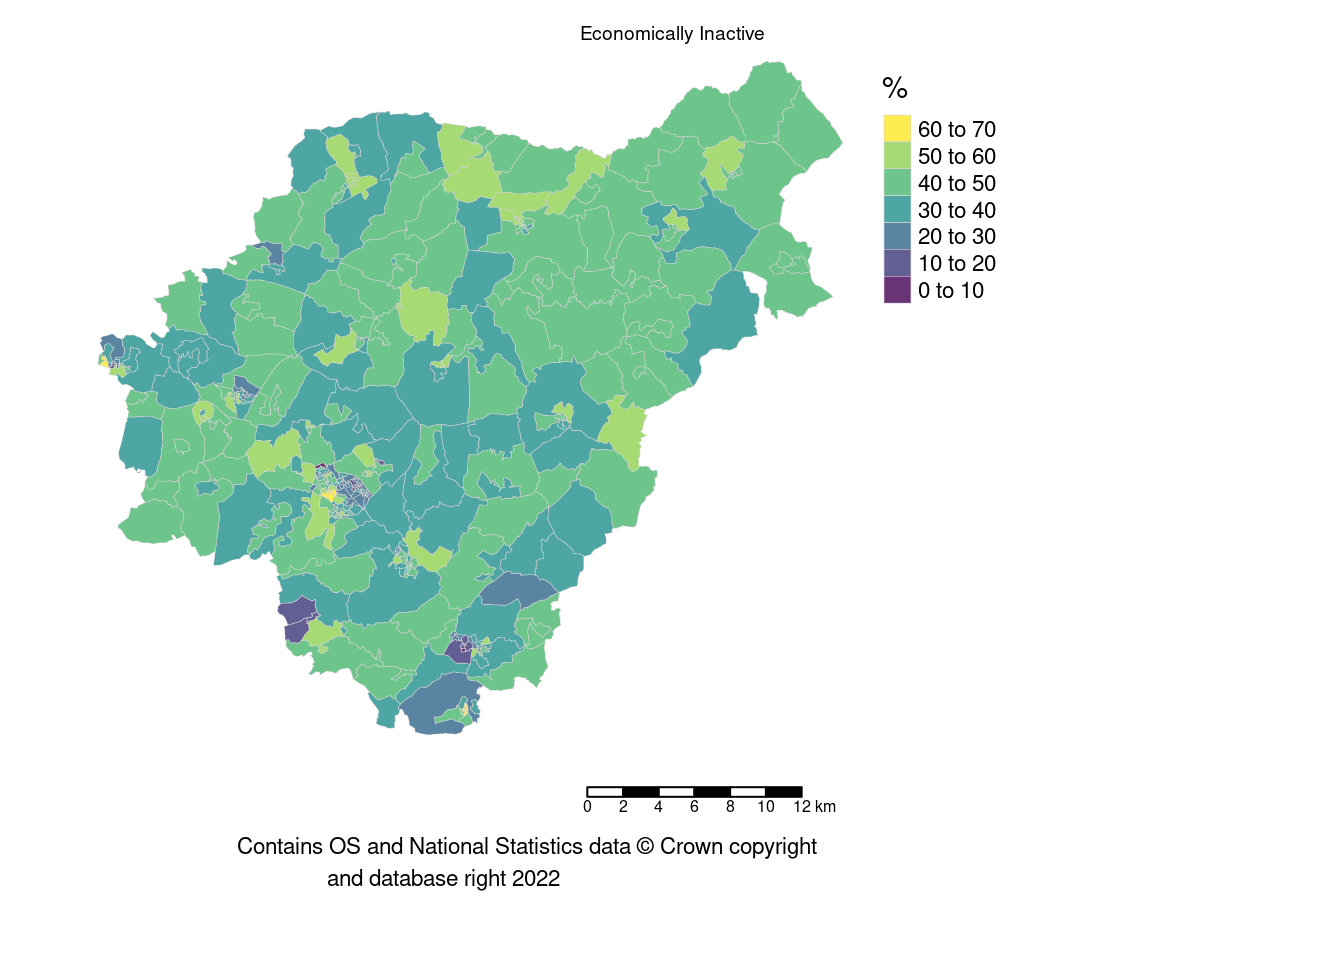 Economically Inactive
%
60 to 70
50 to 60
40 to 50
30 to 40
20 to 30
10 to 20
0 to 10
0 2 4 6 8 10 12 km
Contains OS and National Statistics data © Crown copyright
and database right 2022